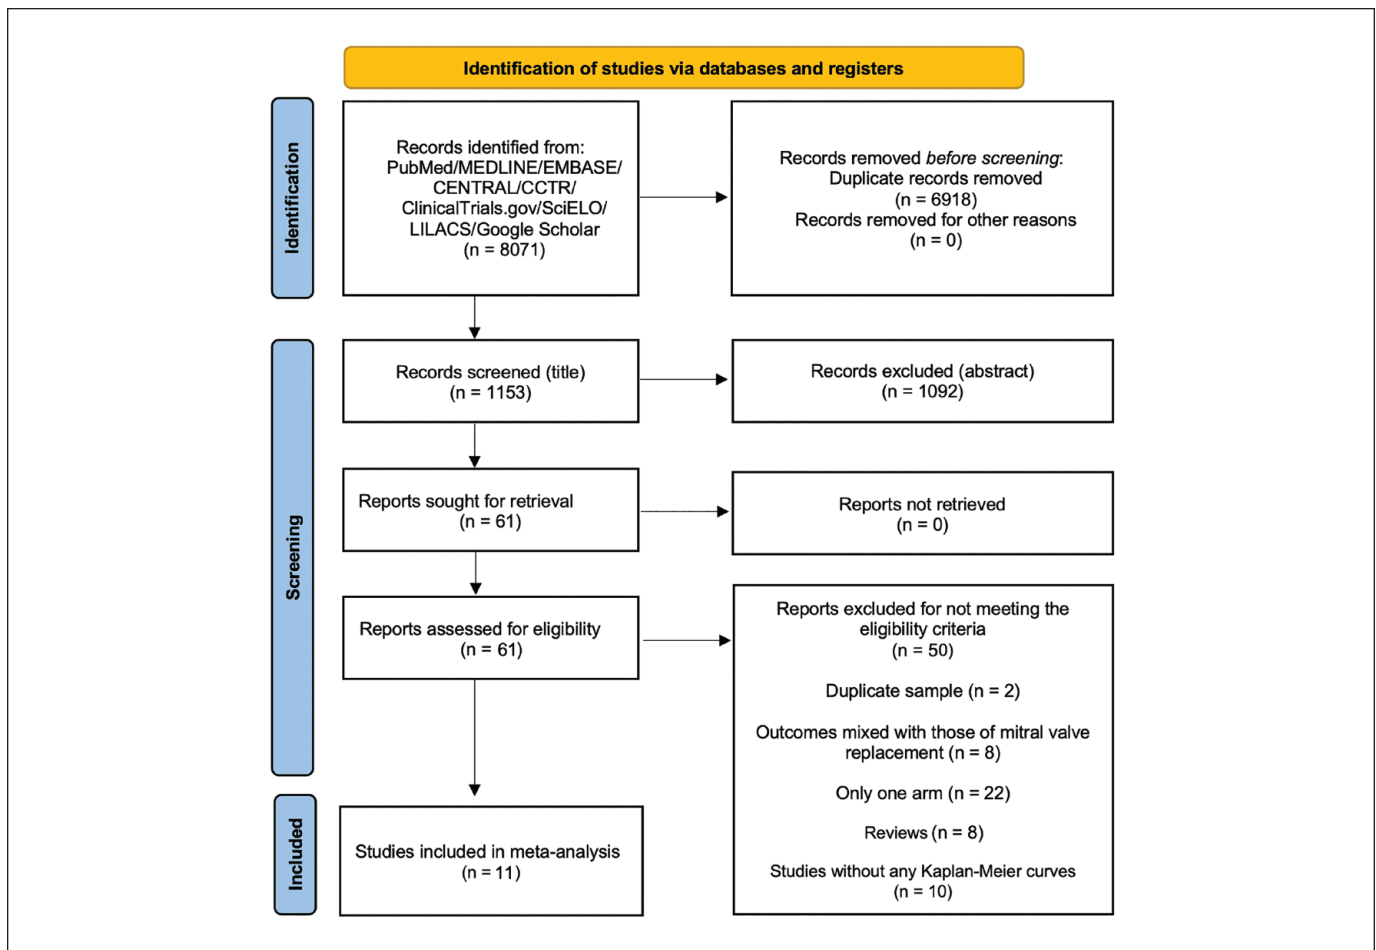 Identification of studies via databases and registers
Identification
Records identified from:
PubMed/MEDLINE/EMBASE/
CENTRAL/CCTR/
ClinicalTrials.gov/SciELO/
LILACS/Google Scholar
(n = 8071)
Records removed before screening:
Duplicate records removed
(n = 6918)
Records removed for other reasons
(n = 0)
Screening
Records screened (title)
(n = 1153)
Records excluded (abstract)
(n = 1092)
Reports sought for retrieval
(n = 61)
Reports not retrieved
(n = 0)
Reports assessed for eligibility
(n = 61)
Reports excluded for not meeting the
eligibility criteria
(n = 50)
Duplicate sample (n = 2)
Outcomes mixed with those of mitral valve
replacement (n = 8)
Only one arm (n = 22)
Reviews (n = 8)
Studies without any Kaplan-Meier curves
(n = 10)
Included
Studies included in meta-analysis
(n = 11)